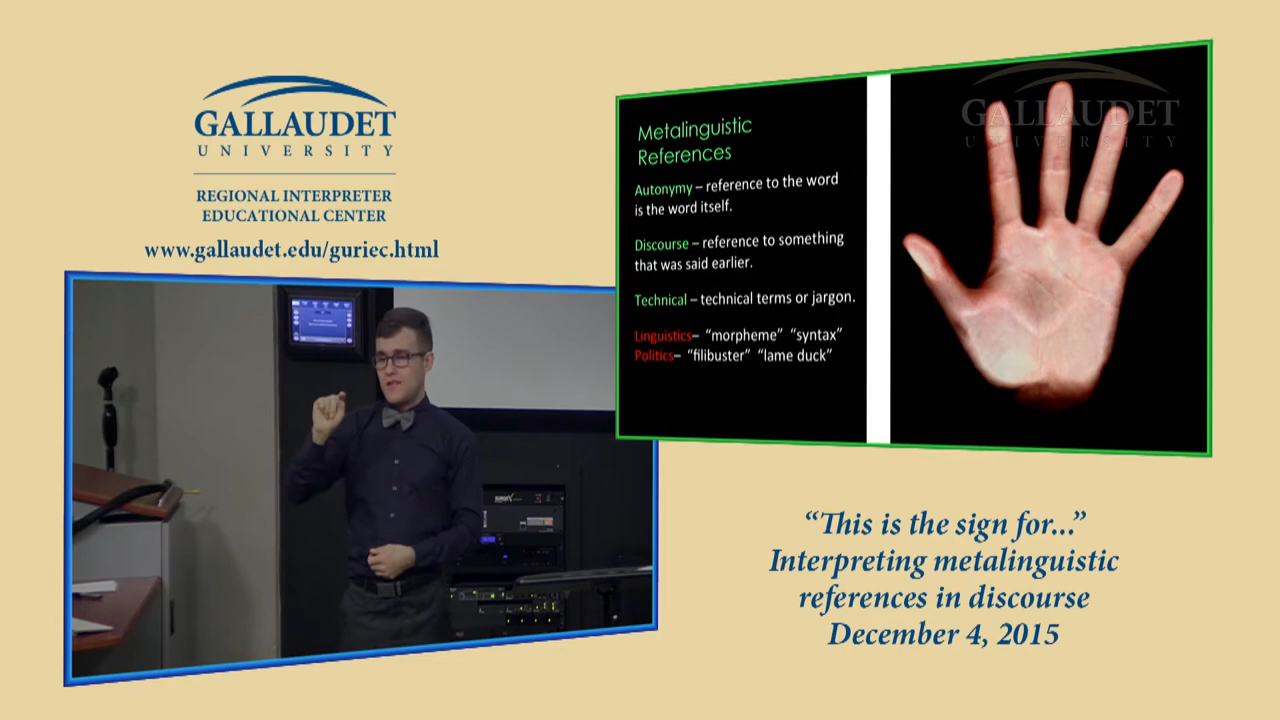 GALLAUDET
UNIVERSITY
REGIONAL INTERPRETER
EDUCATIONAL CENTER
www.gallaudet.edu/guriec.html
Metalinguistic
References
Autonymy – reference to the word
is the word itself.
Discourse – reference to something
that was said earlier.
Technical – technical terms or jargon.
Linguistics– “morpheme” “syntax”
Politics– “filibuster” “lame duck”
GALLAUDET
UNIVERSITY
“This is the sign for...”
Interpreting metalinguistic
references in discourse
December 4, 2015